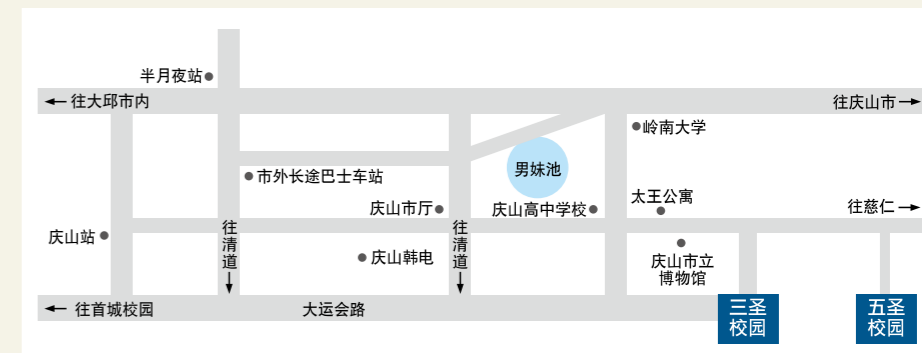 半月夜站
往大邱市内
往庆山市
岭南大学
男妹池
市外长途巴士车站
太王公寓
庆山市厅
庆山高中学校
往慈仁
庆山站
往清道
往清道
庆山韩电
庆山市立
博物馆
往首城校园
大运会路
三圣
校园
五圣
校园